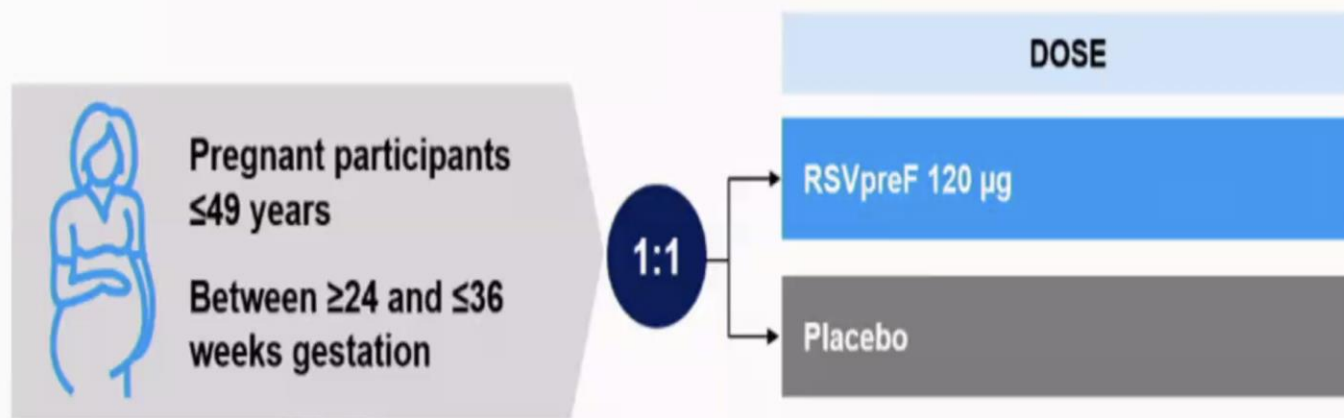 Pregnant participants
≤49 years
Between ≥24 and ≤36
weeks gestation
1:1
DOSE
RSVpreF 120 µg
Placebo